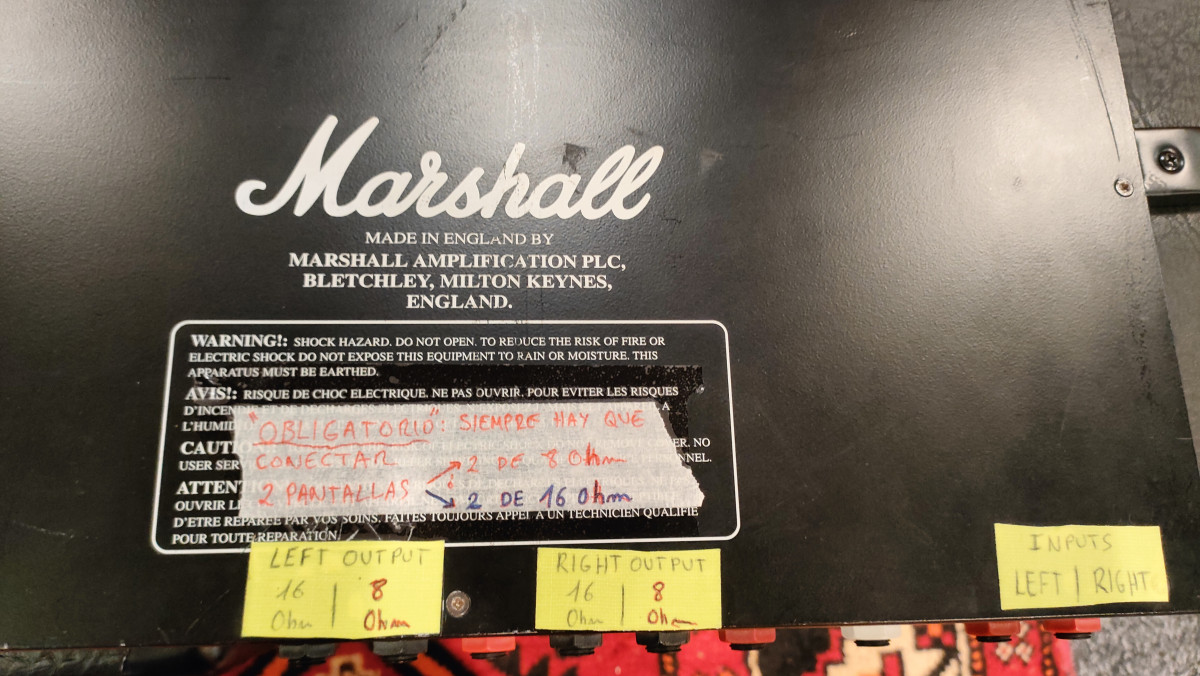 Marshall
MADE IN ENGLAND BY
MARSHALL AMPLIFICATION PLC,
BLETCHLEY, MILTON KEYNES,
ENGLAND.
WARNING!: SHOCK HAZARD. DO NOT OPEN. TO REDUCE THE RISK OF FIRE OR
ELECTRIC SHOCK DO NOT EXPOSE THIS EQUIPMENT TO RAIN OR MOISTURE. THIS
APPARATUS MUST BE EARTHED.
AVIS!: RISQUE DE CHOC ELECTRIQUE. NE PAS OUVRIR. POUR EVITER LES RISQUES
"OBLIGATORIO": SIEMPRE HAY QUE
CONECTAR
2 PANTALLAS
2 DE 8 Ohm
ó
2 DE 16 Ohm
OUVRIR
D'ETRE REPAREE PAR VOS SOINS. FAITES TOUJOURS APPEL A UN TECHNICIEN QUALIFIE
POUR TOUTE REPARATION.
LEFT OUTPUT
16 | 8
Ohm Ohm
RIGHT OUTPUT
16 | 8
Ohm Ohm
INPUTS
LEFT | RIGHT